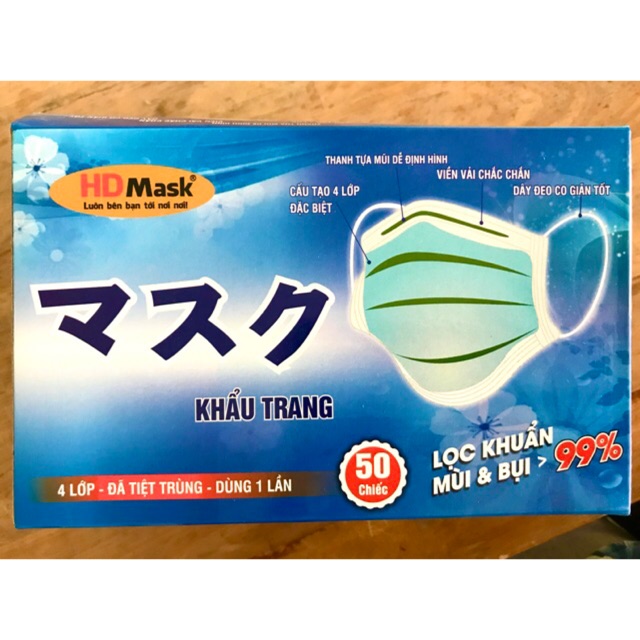 HD Mask®
Luôn bên bạn tới nơi nơi!
THANH TỰA MŨI DỄ ĐỊNH HÌNH
VIỀN VẢI CHẮC CHẮN
CẤU TẠO 4 LỚP
ĐẶC BIỆT
DÂY ĐEO CO GIÃN TỐT
マスク
KHẨU TRANG
4 LỚP - ĐÃ TIỆT TRÙNG - DÙNG 1 LẦN
50
Chiếc
LỌC KHUẨN
MÙI & BỤI > 99%